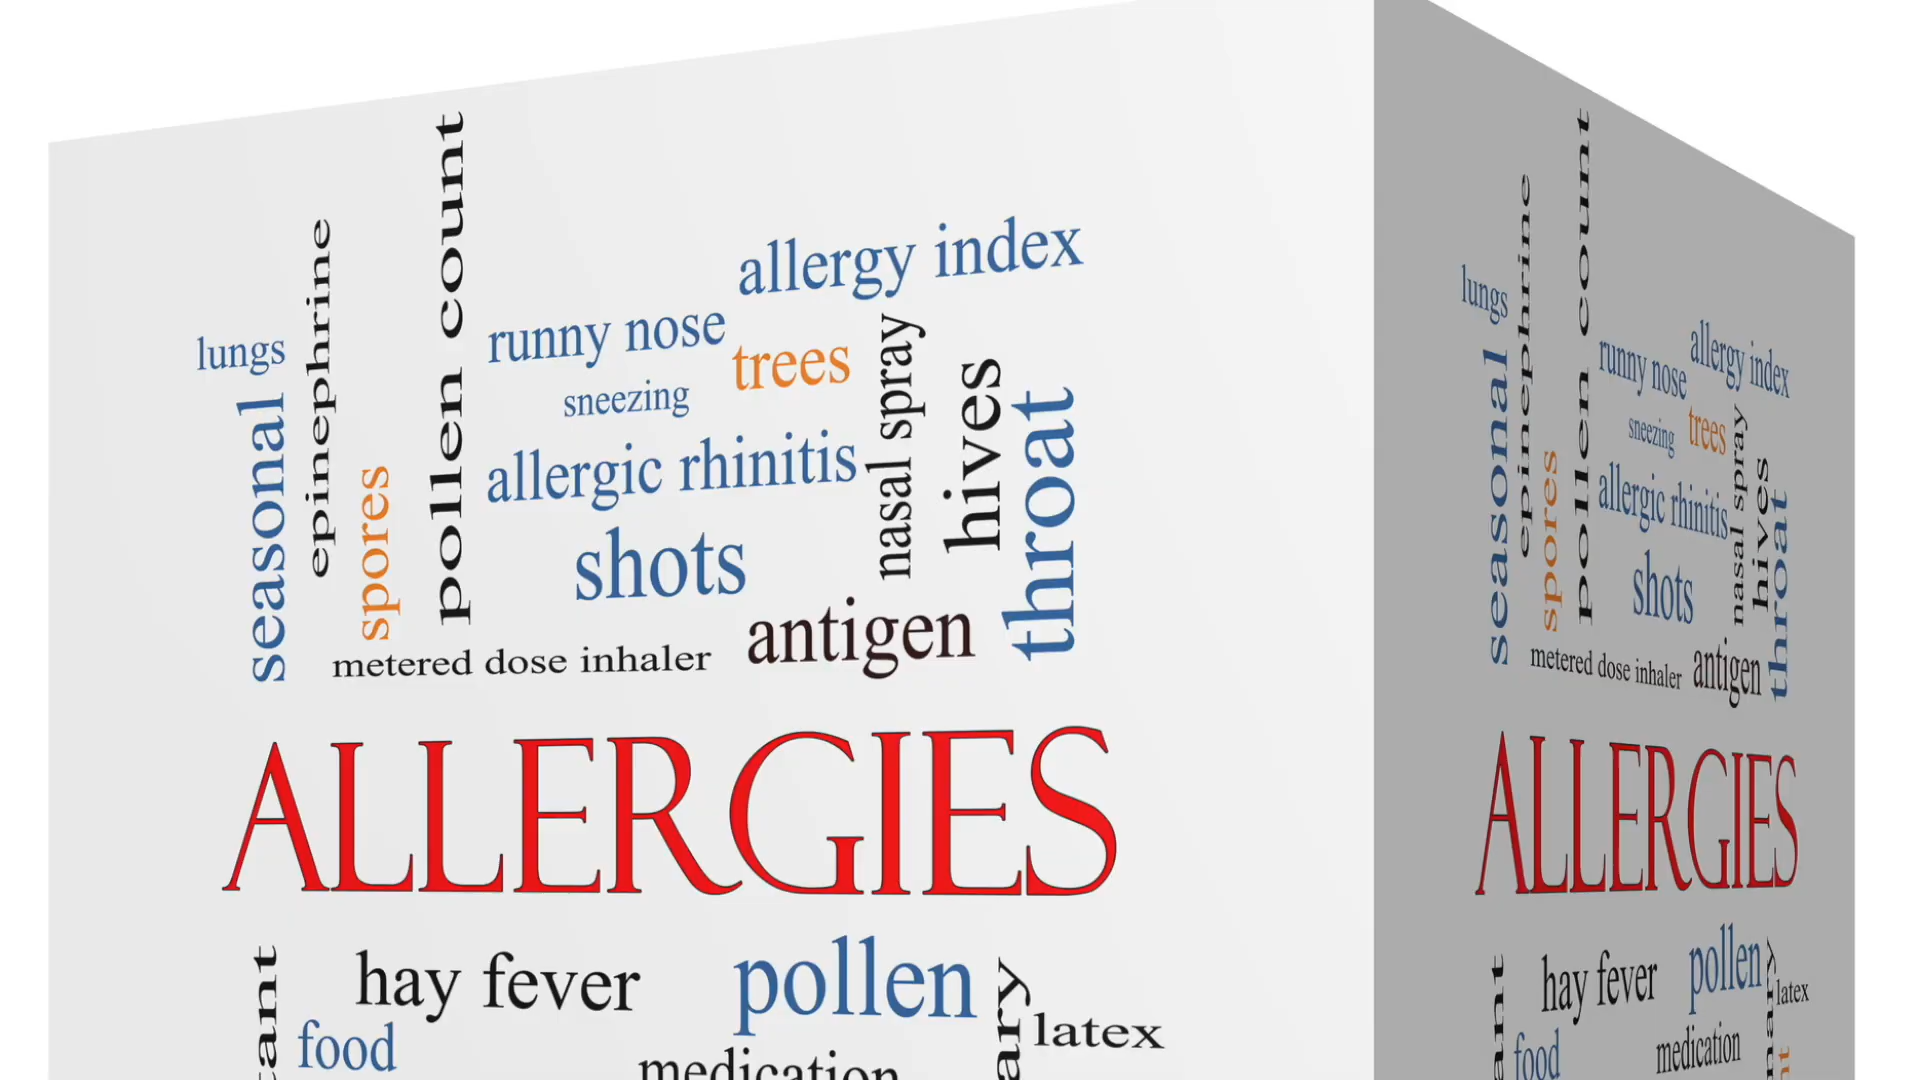 allergy index
pollen count
epinephrine
lungs
runny nose
trees
nasal spray
sneezing
hives
seasonal
throat
spores
allergic rhinitis
shots
antigen
metered dose inhaler
ALLERGIES
hay fever
pollen
latex
food
medication
epinephrine
pollen count
lungs
allergy index
runny nose
trees
sneezing
nasal spray
seasonal
hives
spores
allergic rhinitis
throat
shots
antigen
metered dose inhaler
ALLERGIES
hay fever
pollen
latex
food
medication